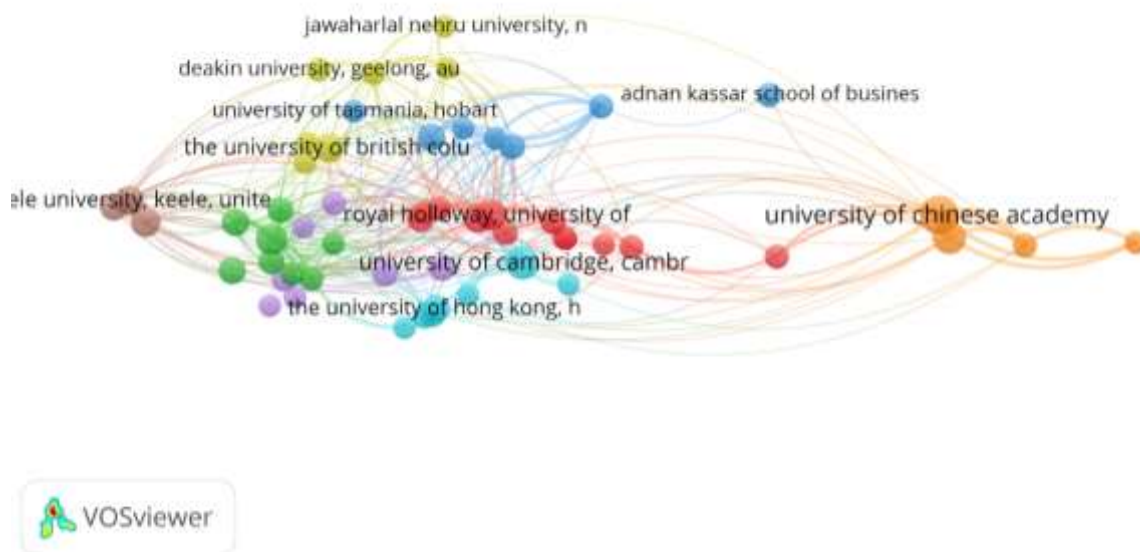 jawaharlal nehru university, n
deakin university, geelong, au
adnan kassar school of busines
university of tasmania, hobart
the university of british colu
ele university, keele, unite
royal holloway, university of
university of chinese academy
university of cambridge, cambr
the university of hong kong, h
VOSviewer